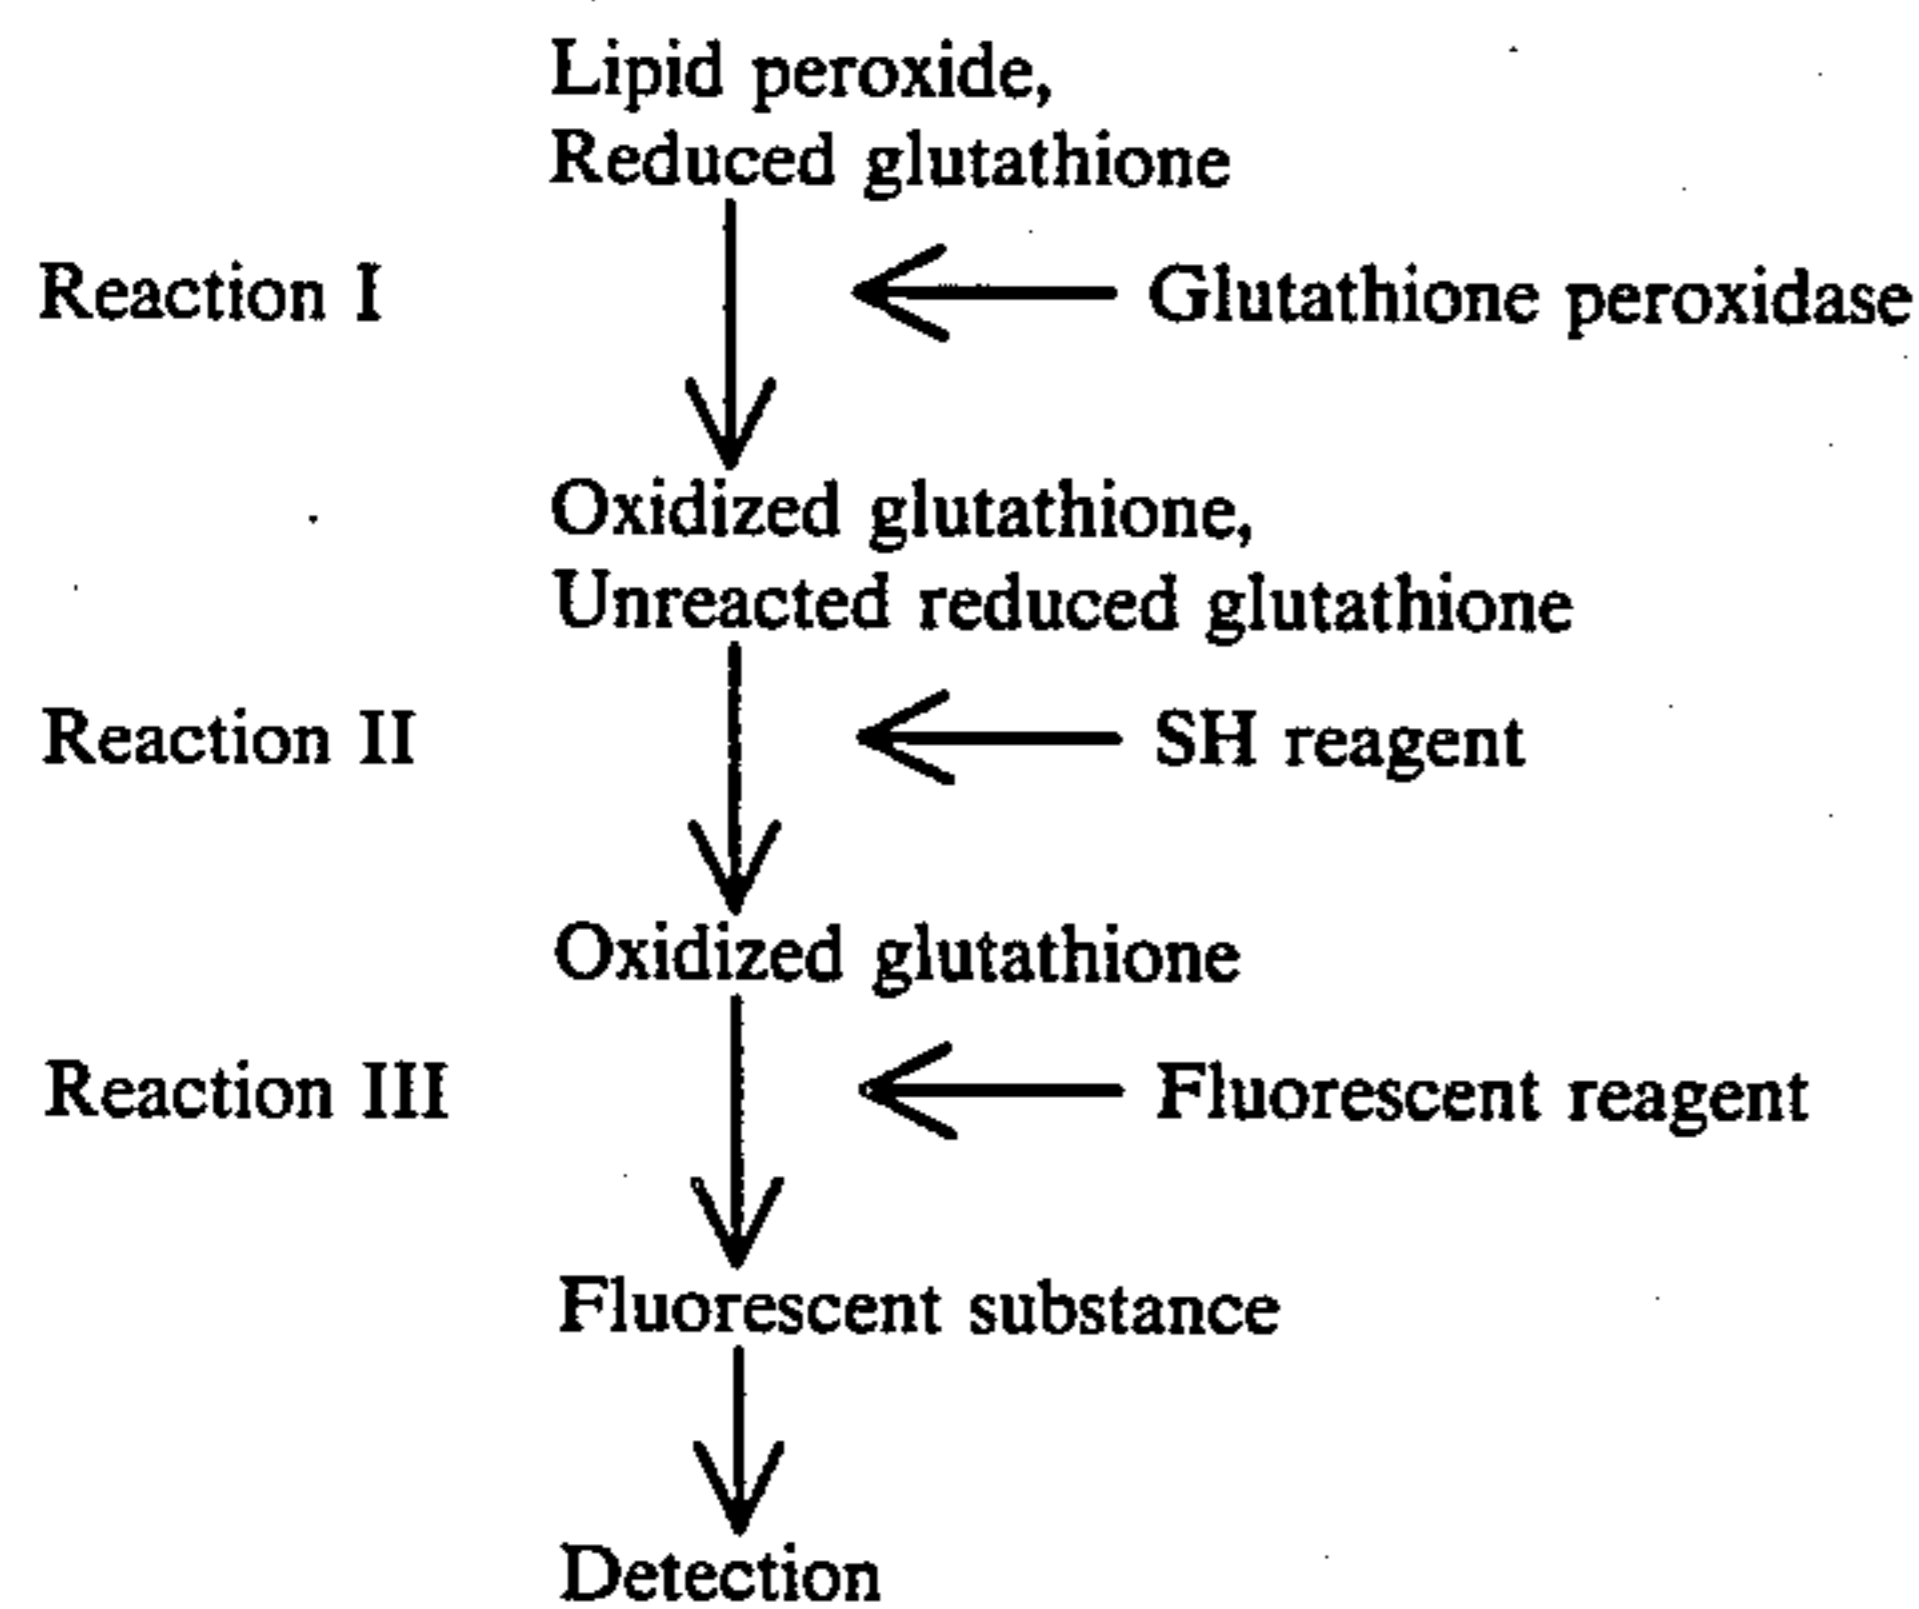 Lipid peroxide,
Reduced glutathione
Reaction I
Glutathione peroxidase
Oxidized glutathione,
Unreacted reduced glutathione
Reaction II
SH reagent
Oxidized glutathione
Reaction III
Fluorescent reagent
Fluorescent substance
Detection